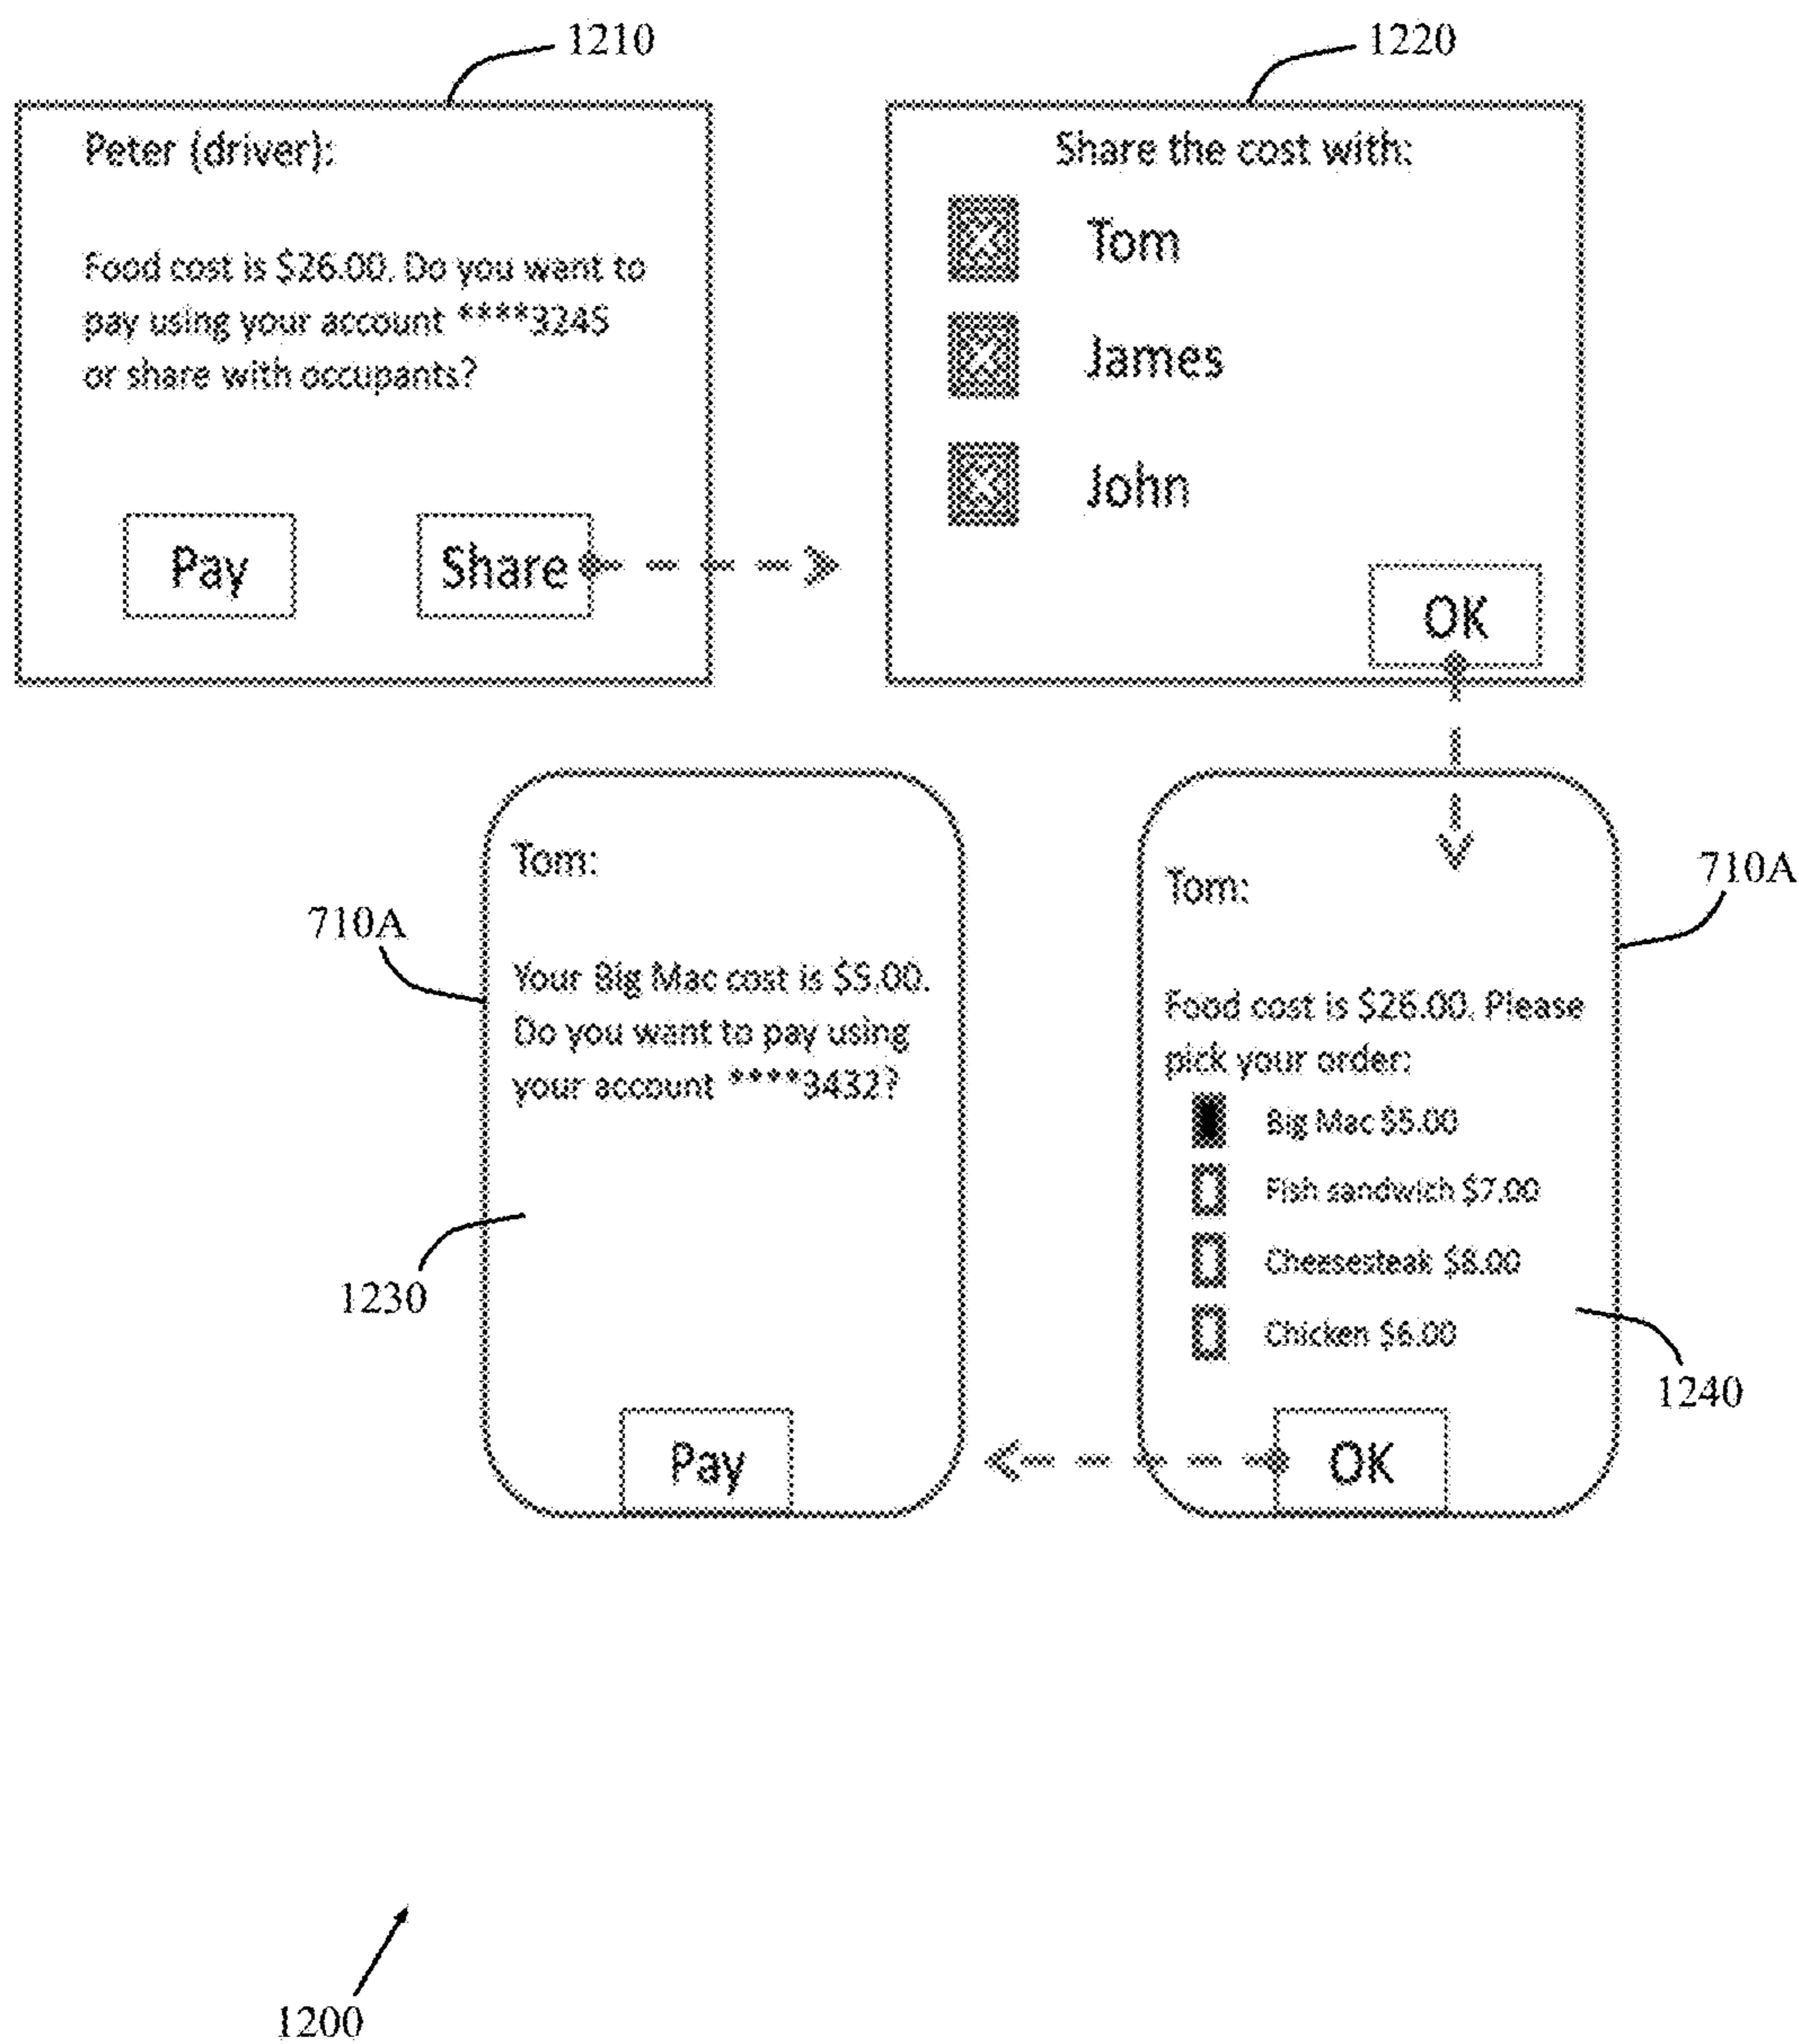 1210
1220
Peter (driver):
Food cost is $26.00. Do you want to
pay using your account ****3245
or share with occupants?
Pay
Share
Share the cost with:
Tom
James
John
OK
710A
Tom:
Your Big Mac cost is $5.00.
Do you want to pay using
your account ****3432?
1230
Pay
710A
Tom:
Food cost is $26.00. Please
pick your order:
Big Mac $5.00
Fish sandwich $7.00
Cheesesteak $8.00
Chicken $6.00
1240
OK
1200